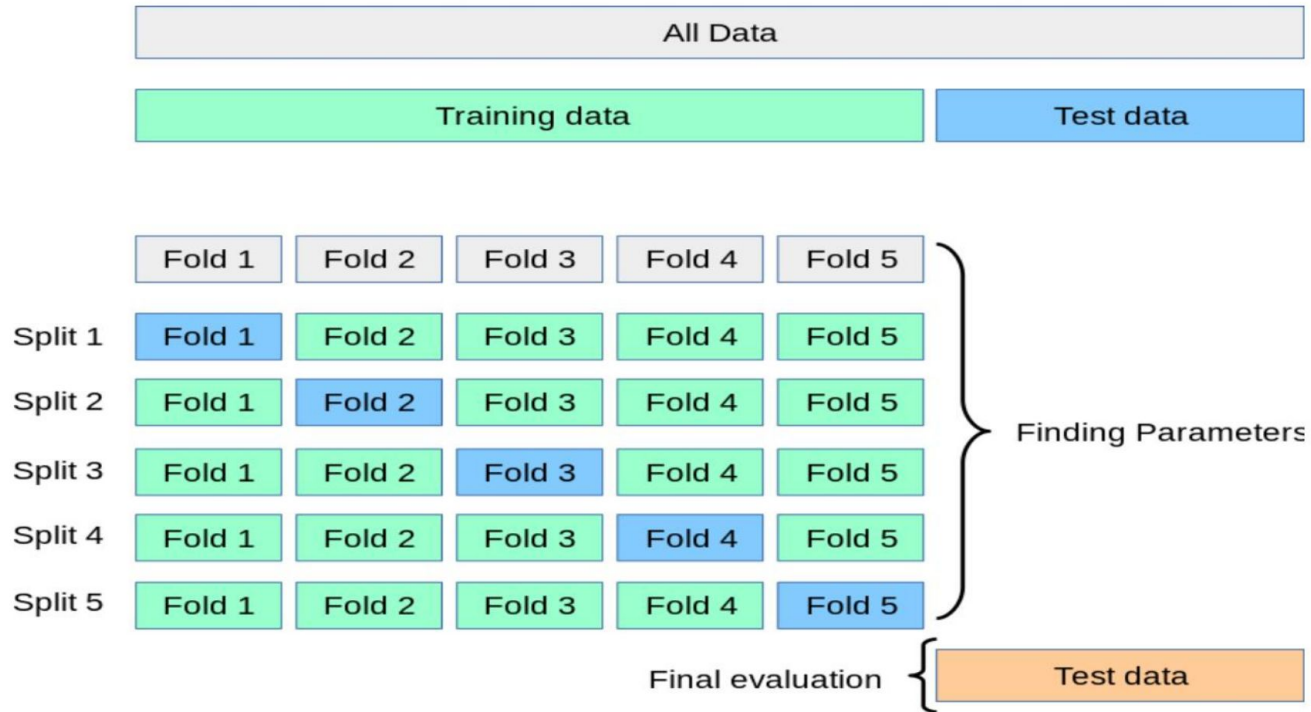 All Data
Training data Test data
Fold 1 Fold 2 Fold 3 Fold 4 Fold 5
Split 1 Fold 1 Fold 2 Fold 3 Fold 4 Fold 5
Split 2 Fold 1 Fold 2 Fold 3 Fold 4 Fold 5
Finding Parameters
Split 3 Fold 1 Fold 2 Fold 3 Fold 4 Fold 5
Split 4 Fold 1 Fold 2 Fold 3 Fold 4 Fold 5
Split 5 Fold 1 Fold 2 Fold 3 Fold 4 Fold 5
Final evaluation Test data